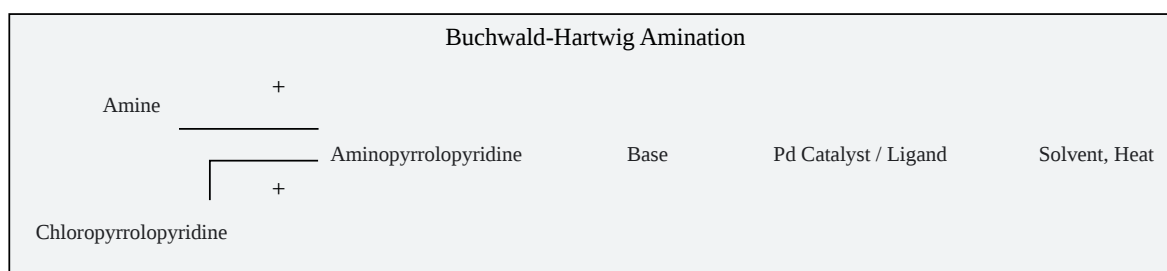 Buchwald-Hartwig Amination
+
Amine
Aminopyrrolopyridine
Base
Pd Catalyst / Ligand
Solvent, Heat
+
Chloropyrrolopyridine